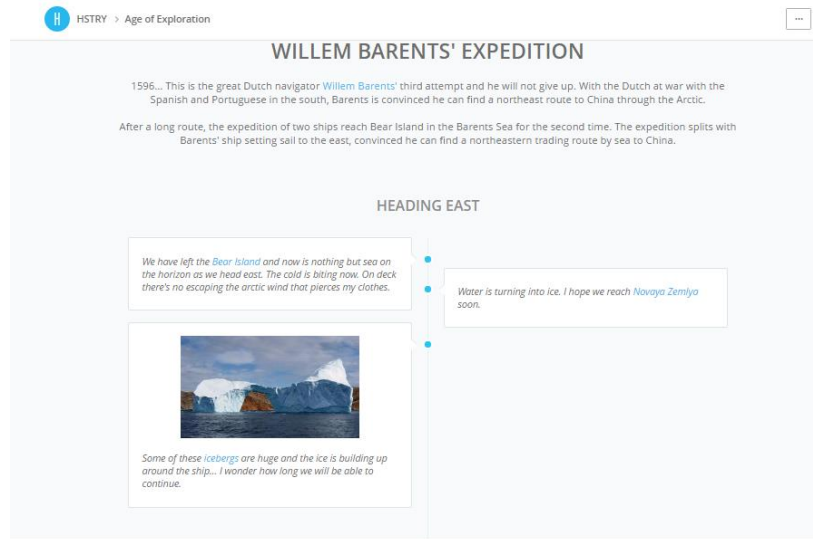 H HSTRY > Age of Exploration ...
WILLEM BARENTS' EXPEDITION
1596... This is the great Dutch navigator Willem Barents' third attempt and he will not give up. With the Dutch at war with the
Spanish and Portuguese in the south, Barents is convinced he can find a northeast route to China through the Arctic.
After a long route, the expedition of two ships reach Bear Island in the Barents Sea for the second time. The expedition splits with
Barents' ship setting sail to the east, convinced he can find a northeastern trading route by sea to China.
HEADING EAST
We have left the Bear Island and now is nothing but sea on
the horizon as we head east. The cold is biting now. On deck
there's no escaping the arctic wind that pierces my clothes.
Water is turning into ice. I hope we reach Novaya Zemlya
soon.
Some of these icebergs are huge and the ice is building up
around the ship... I wonder how long we will be able to
continue.